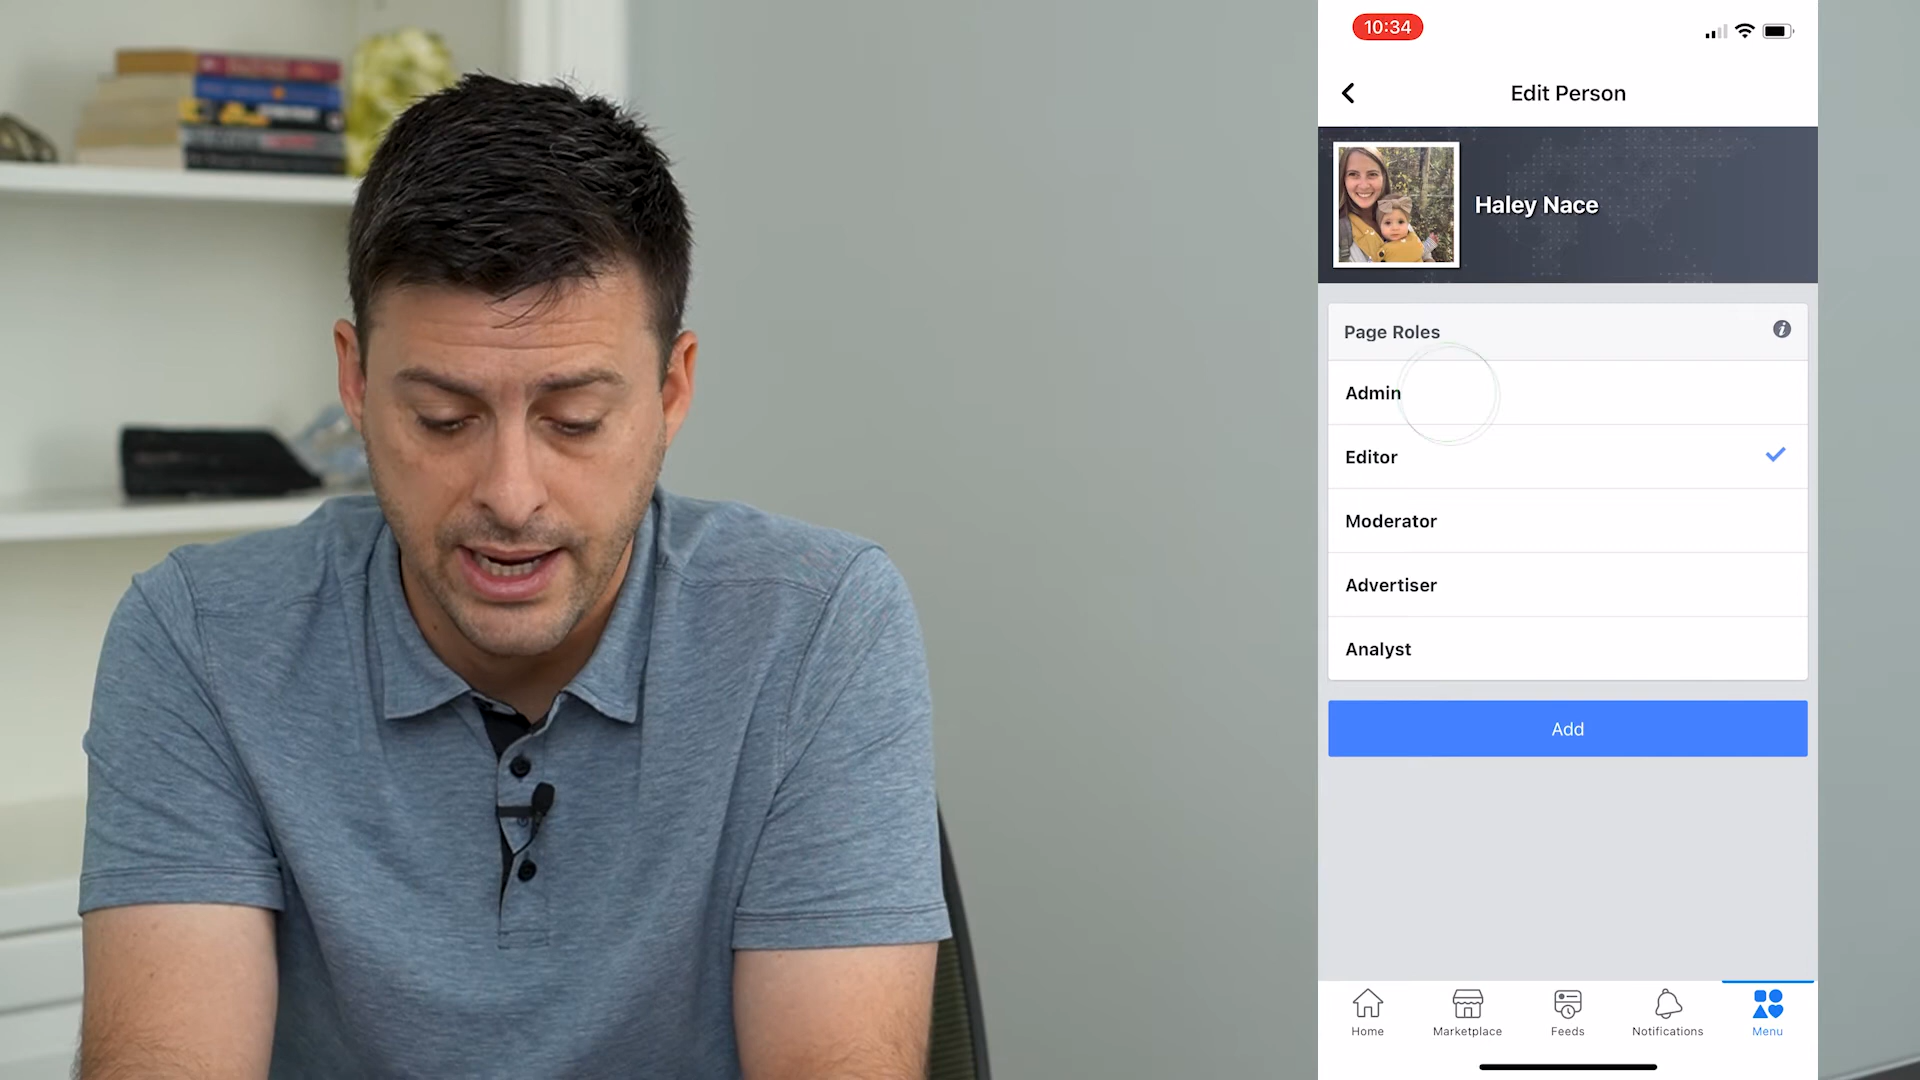 10:34
Edit Person
Haley Nace
Page Roles
Admin
Editor
Moderator
Advertiser
Analyst
Add
Home
Marketplace
Feeds
Notifications
Menu